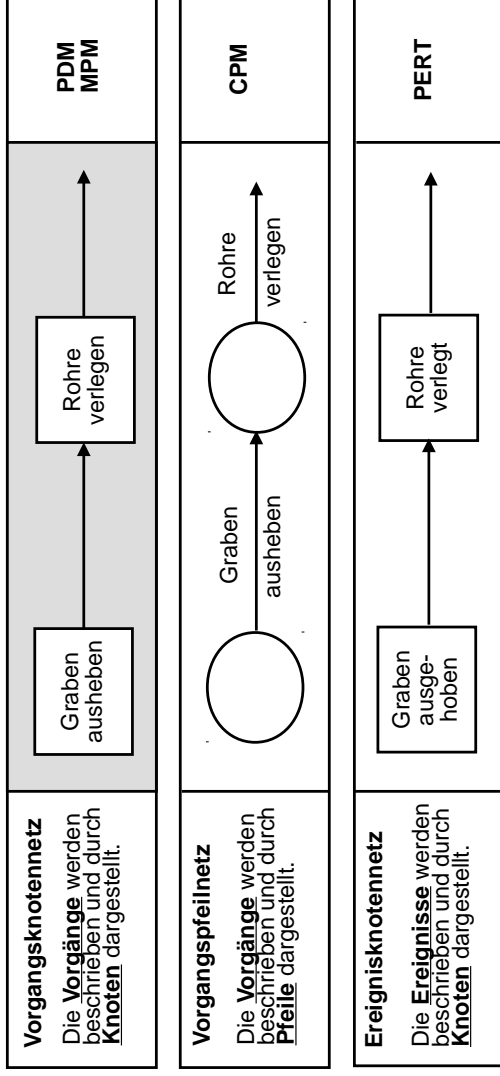 Vorgangsknotennetz
Die Vorgänge werden
beschrieben und durch
Knoten dargestellt.
Graben
ausheben
Rohre
verlegen
PDM
MPM
Vorgangspfeilnetz
Die Vorgänge werden
beschrieben und durch
Pfeile dargestellt.
Graben
ausheben
Rohre
verlegen
CPM
Ereignisknotennetz
Die Ereignisse werden
beschrieben und durch
Knoten dargestellt.
Graben
ausge-
hoben
Rohre
verlegt
PERT